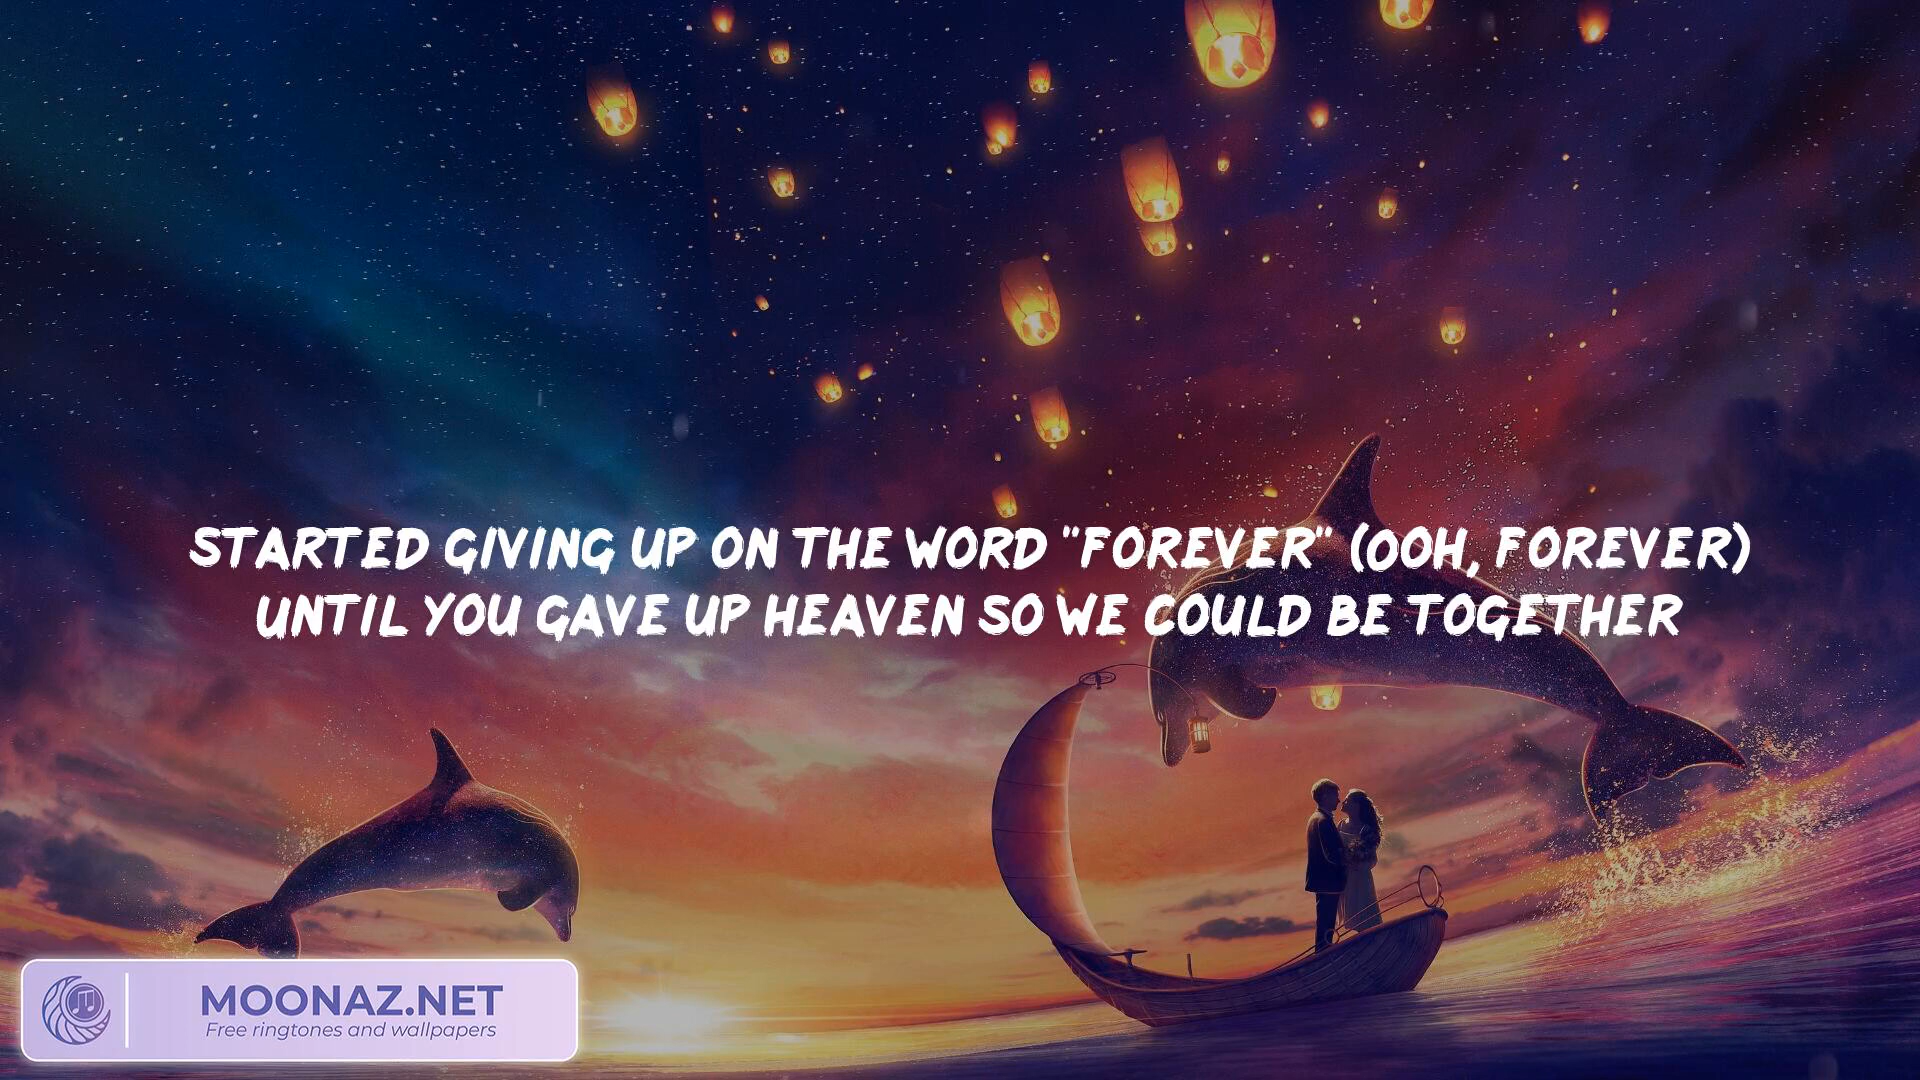 STARTED GIVING UP ON THE WORD "FOREVER" (OOH, FOREVER)
UNTIL YOU GAVE UP HEAVEN SO WE COULD BE TOGETHER
MOONAZ.NET
Free ringtones and wallpapers